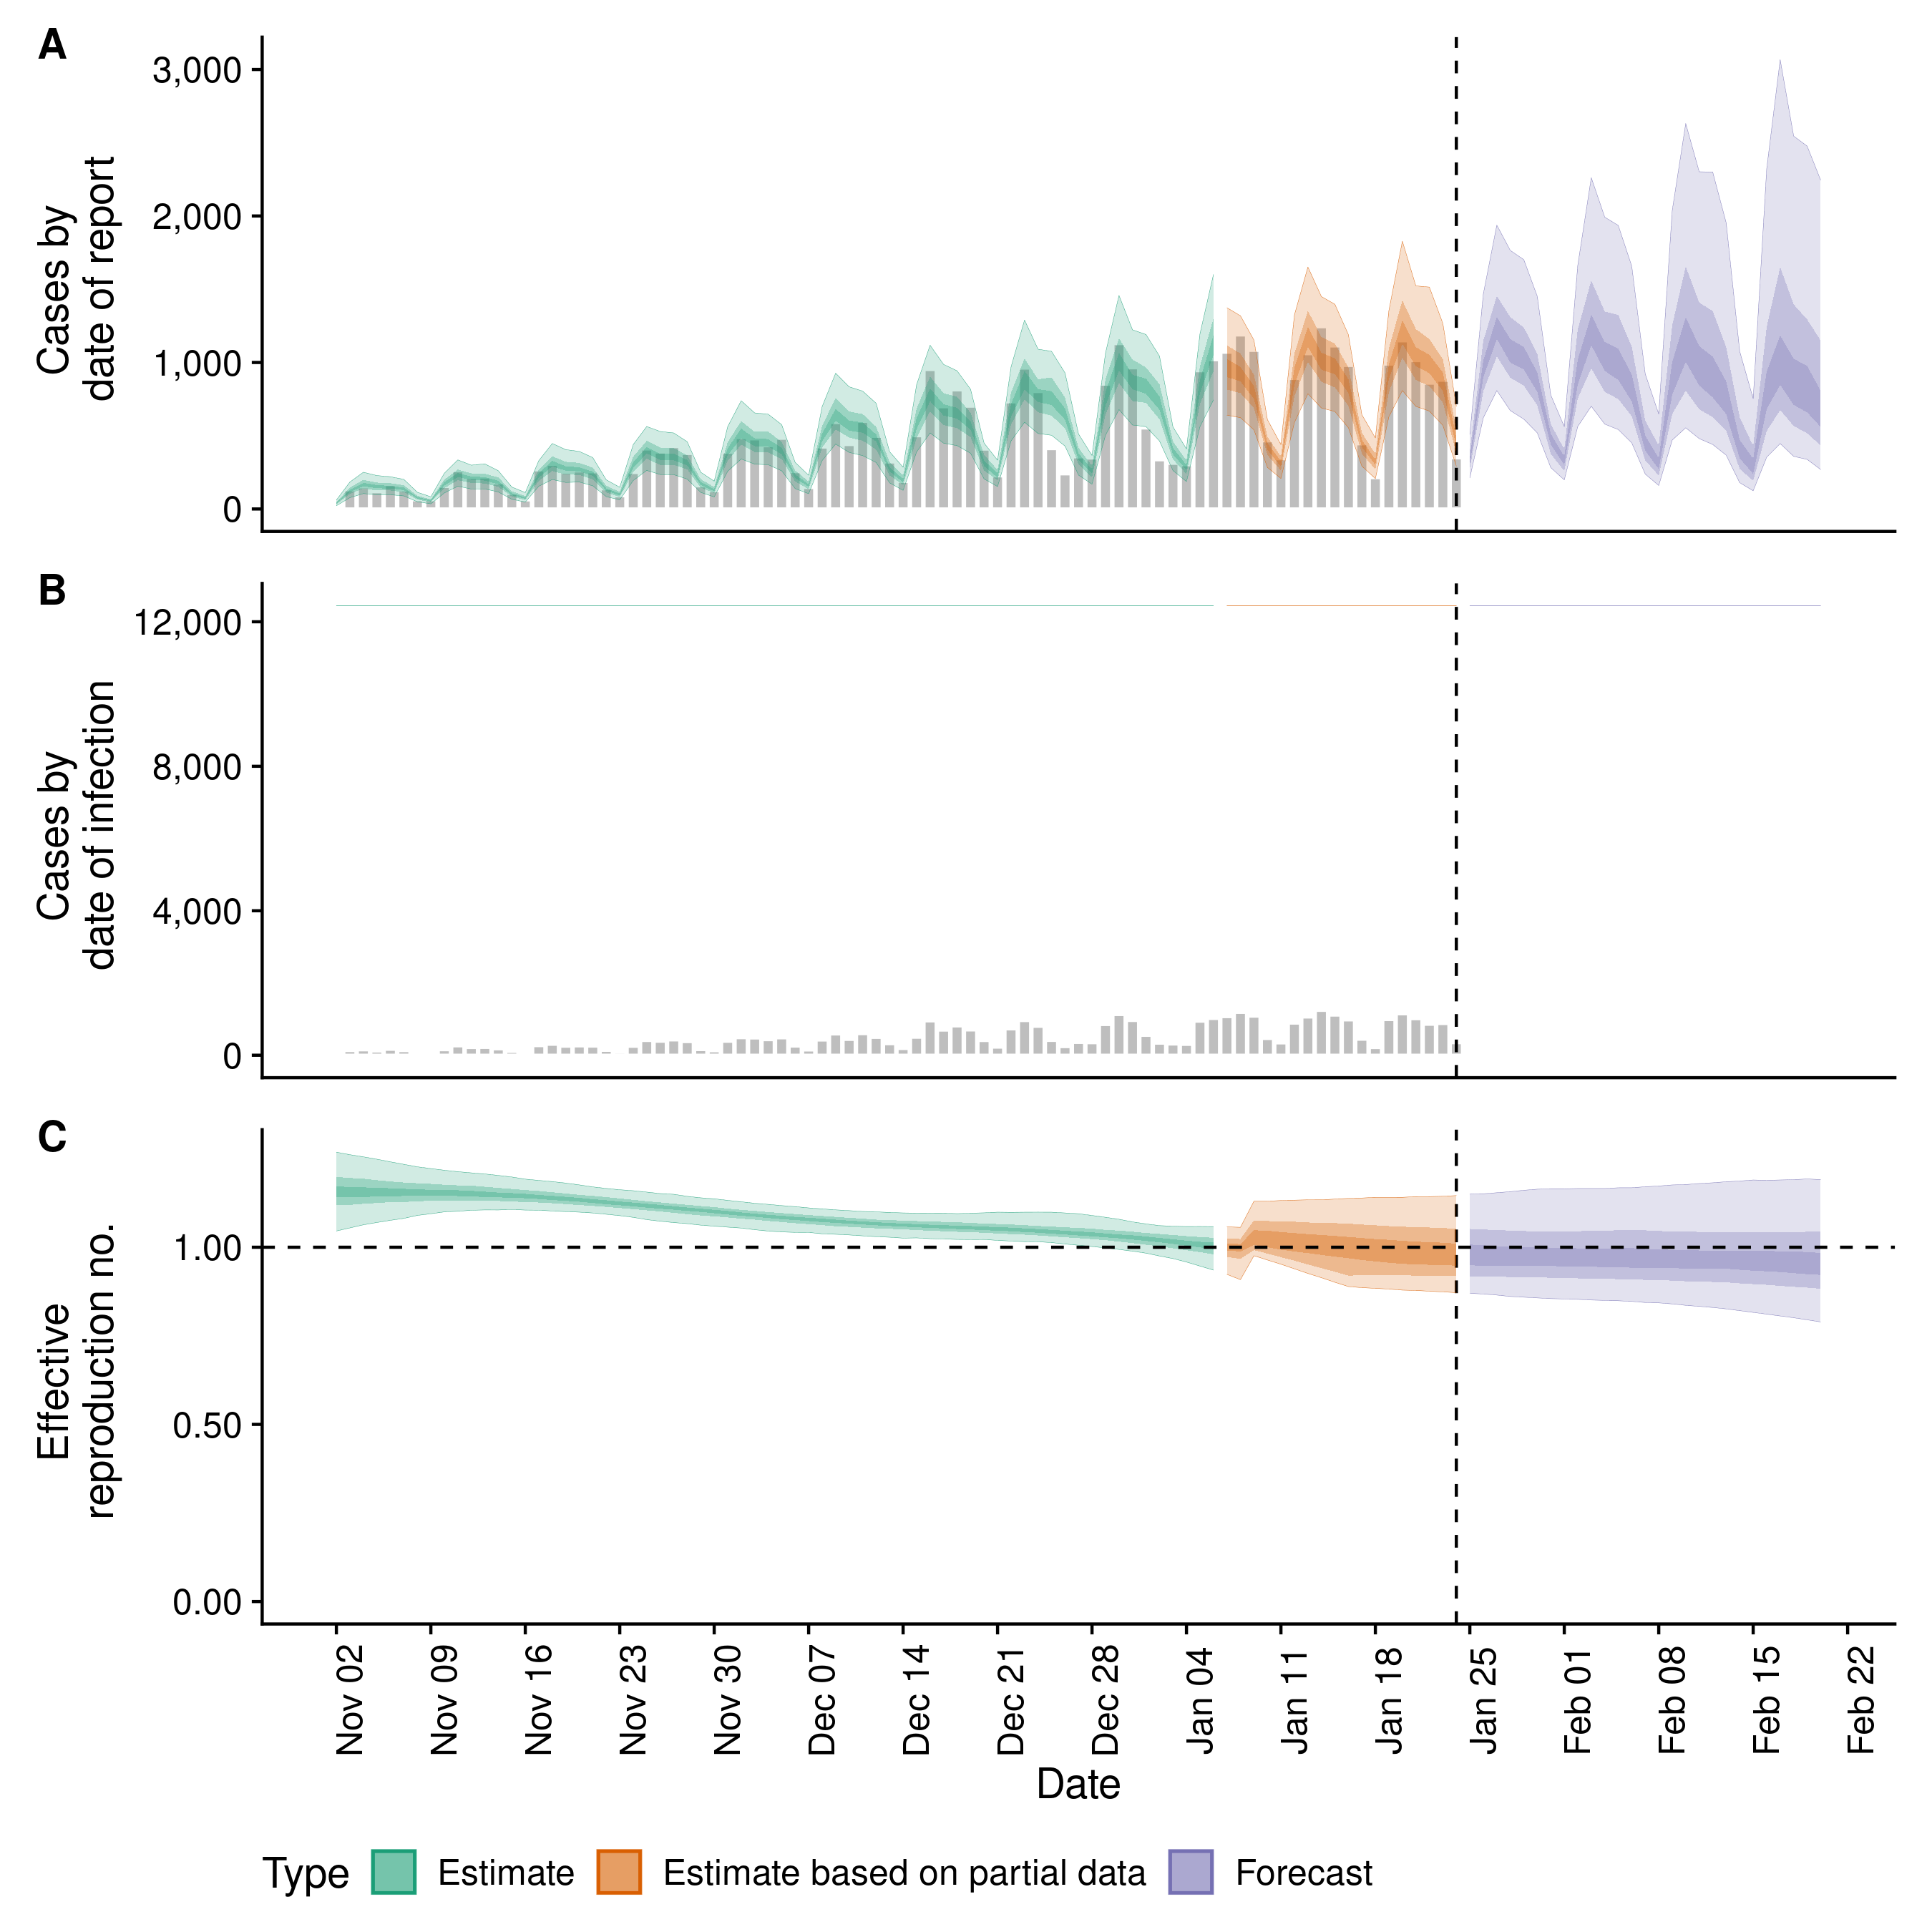 A
Cases by
date of report
3,000
2,000
1,000
0
B
Cases by
date of infection
12,000
8,000
4,000
0
C
Effective
reproduction no.
1.00
0.50
0.00
Nov 02
Nov 09
Nov 16
Nov 23
Nov 30
Dec 07
Dec 14
Dec 21
Dec 28
Jan 04
Jan 11
Jan 18
Jan 25
Feb 01
Feb 08
Feb 15
Feb 22
Date
Type Estimate Estimate based on partial data Forecast